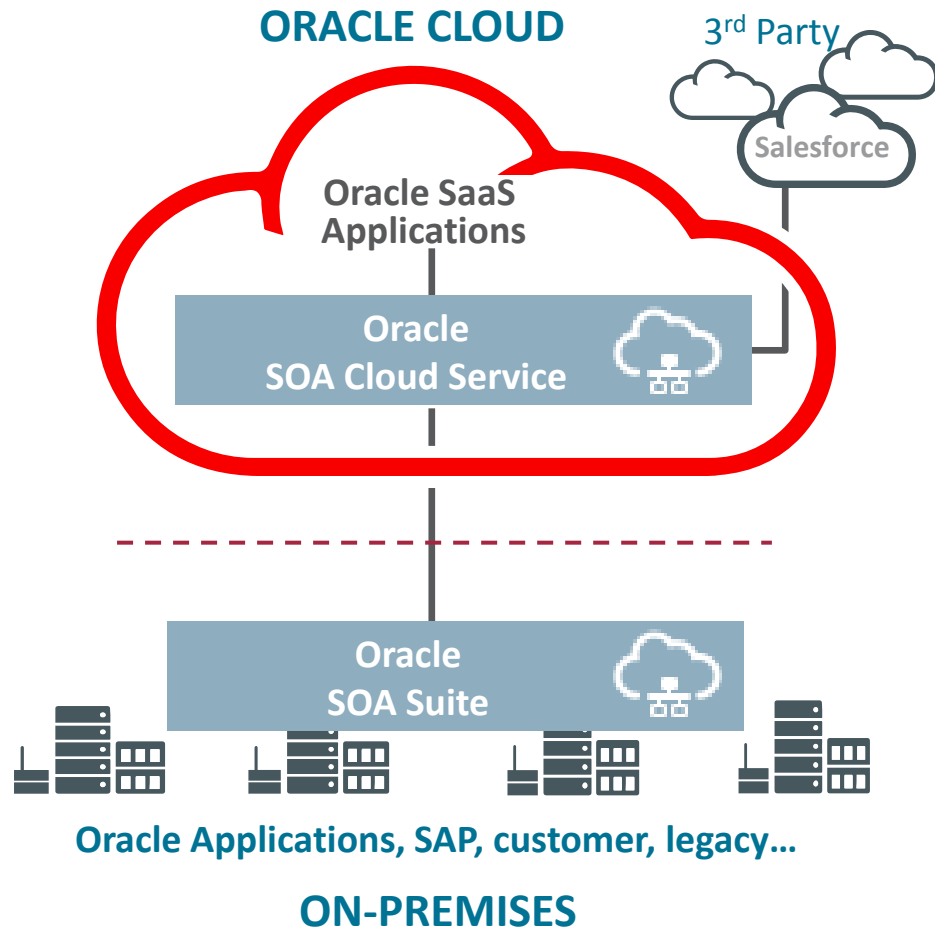 ORACLE CLOUD
3rd Party
Salesforce
Oracle SaaS
Applications
Oracle
SOA Cloud Service
Oracle
SOA Suite
Oracle Applications, SAP, customer, legacy...
ON-PREMISES